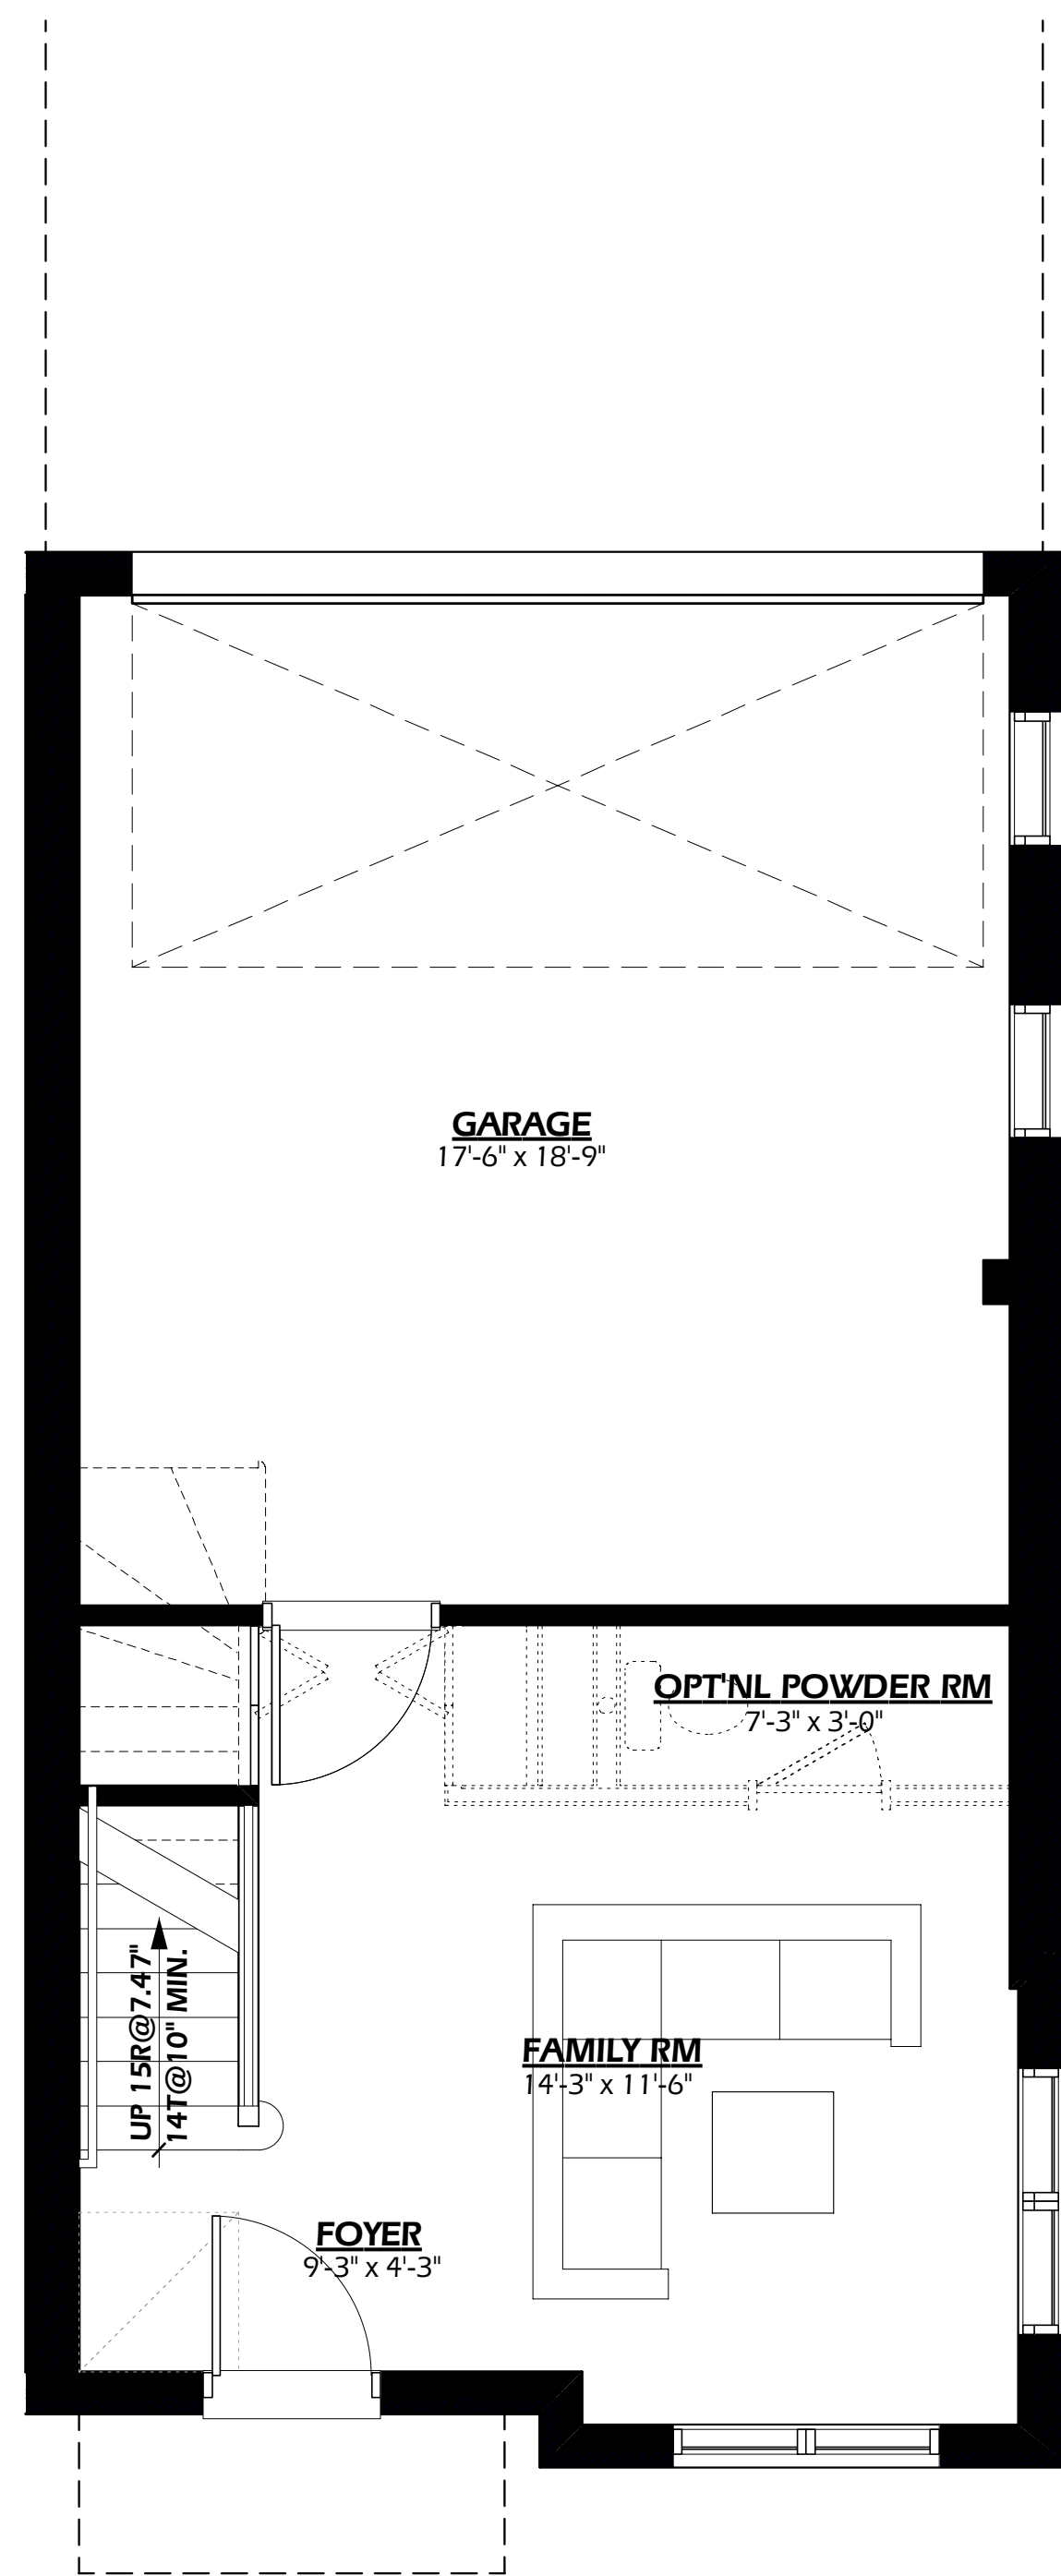 GARAGE
17'-6" x 18'-9"
OPT'NL POWDER RM
7'-3" x 3'-0"
UP 15R@7.47"
14T@10" MIN.
FAMILY RM
14'-3" x 11'-6"
FOYER
9'-3" x 4'-3"